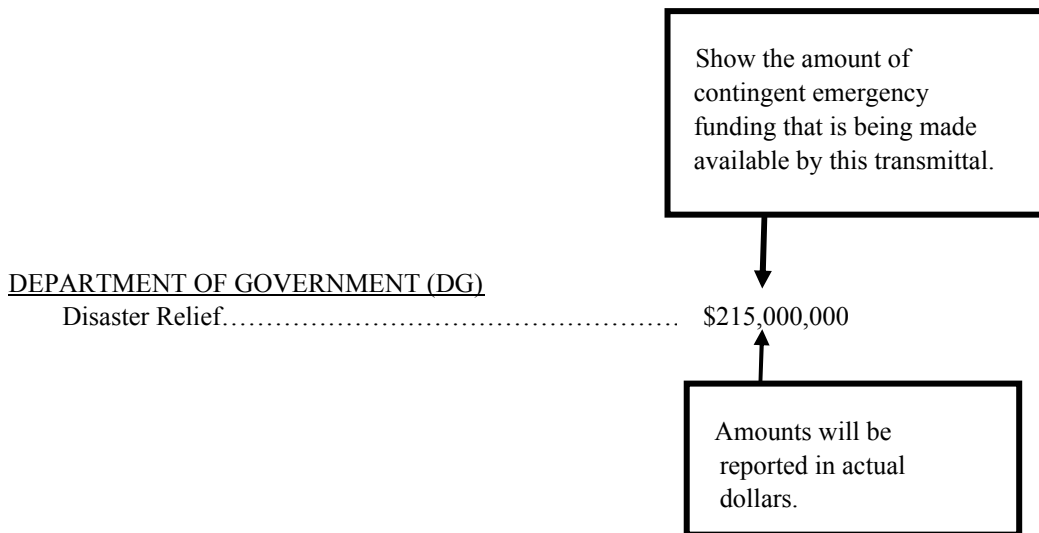 Show the amount of
contingent emergency
funding that is being made
available by this transmittal.
DEPARTMENT OF GOVERNMENT (DG)
Disaster Relief…………………………………………… $215,000,000
Amounts will be
reported in actual
dollars.